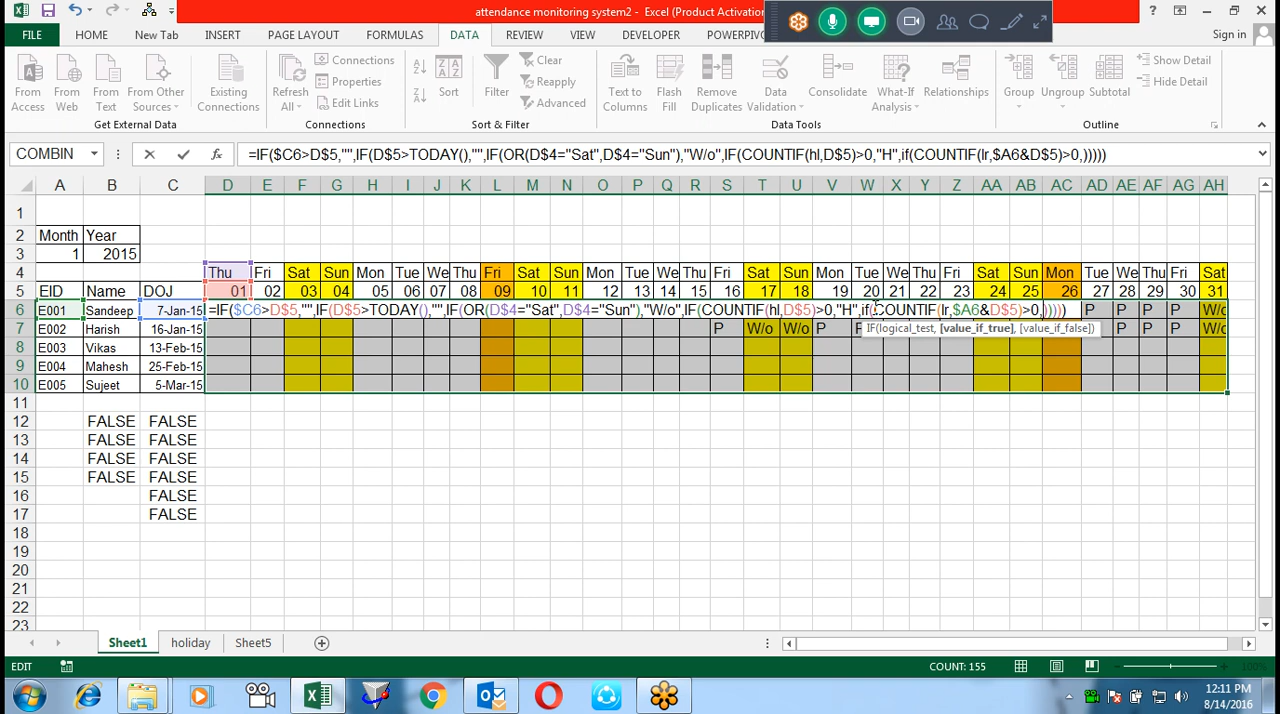 attendance monitoring system2 - Excel (Product Activation
Sign in
FILE HOME New Tab INSERT PAGE LAYOUT FORMULAS DATA REVIEW VIEW DEVELOPER POWERPIV
From Access From Web From Text From Other Sources Existing Connections Refresh All Connections Properties Edit Links Sort Filter Clear Reapply Advanced Text to Columns Flash Fill Remove Duplicates Data Validation Consolidate What-If Analysis Relationships Group Ungroup Subtotal Show Detail Hide Detail
Get External Data Connections Sort & Filter Data Tools Outline
COMBIN =IF($C6>D$5,"",IF(D$5>TODAY(),"",IF(OR(D$4="Sat",D$4="Sun"),"W/o",IF(COUNTIF(hl,D$5)>0,"H",if(COUNTIF(lr,$A6&D$5)>0,)))))
A B C D E F G H I J K L M N O P Q R S T U V W X Y Z AA AB AC AD AE AF AG AH
1
2 Month Year
3 1 2015
4 Thu Fri Sat Sun Mon Tue We Thu Fri Sat Sun Mon Tue We Thu Fri Sat Sun Mon Tue We Thu Fri Sat Sun Mon Tue We Thu Fri Sat
5 EID Name DOJ 01 02 03 04 05 06 07 08 09 10 11 12 13 14 15 16 17 18 19 20 21 22 23 24 25 26 27 28 29 30 31
6 E001 Sandeep 7-Jan-15 =IF($C6>D$5,"",IF(D$5>TODAY(),"",IF(OR(D$4="Sat",D$4="Sun"),"W/o",IF(COUNTIF(hl,D$5)>0,"H",if(COUNTIF(lr,$A6&D$5)>0,))))) P P P P W/o
7 E002 Harish 16-Jan-15 P W/o W/o P P P P W/o
IF(logical_test, [value_if_true], [value_if_false])
8 E003 Vikas 13-Feb-15
9 E004 Mahesh 25-Feb-15
10 E005 Sujeet 5-Mar-15
11
12 FALSE FALSE
13 FALSE FALSE
14 FALSE FALSE
15 FALSE FALSE
16 FALSE
17 FALSE
18
19
20
21
22
23
Sheet1 holiday Sheet5
EDIT COUNT: 155 100%
12:11 PM
8/14/2016